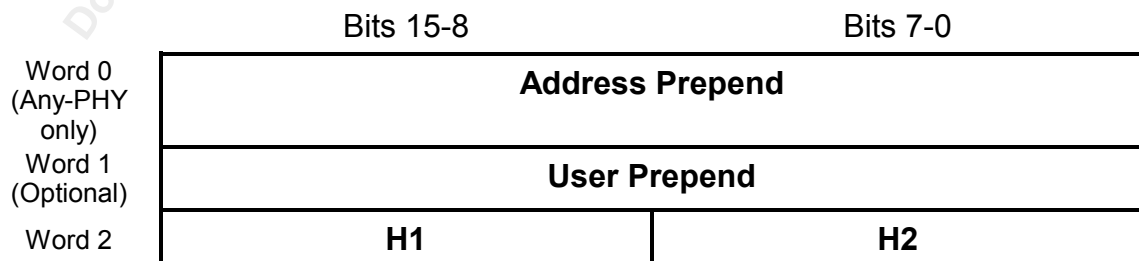 Bits 15-8 Bits 7-0
Word 0
(Any-PHY
only)
Address Prepend
Word 1
(Optional)
User Prepend
Word 2 H1 H2